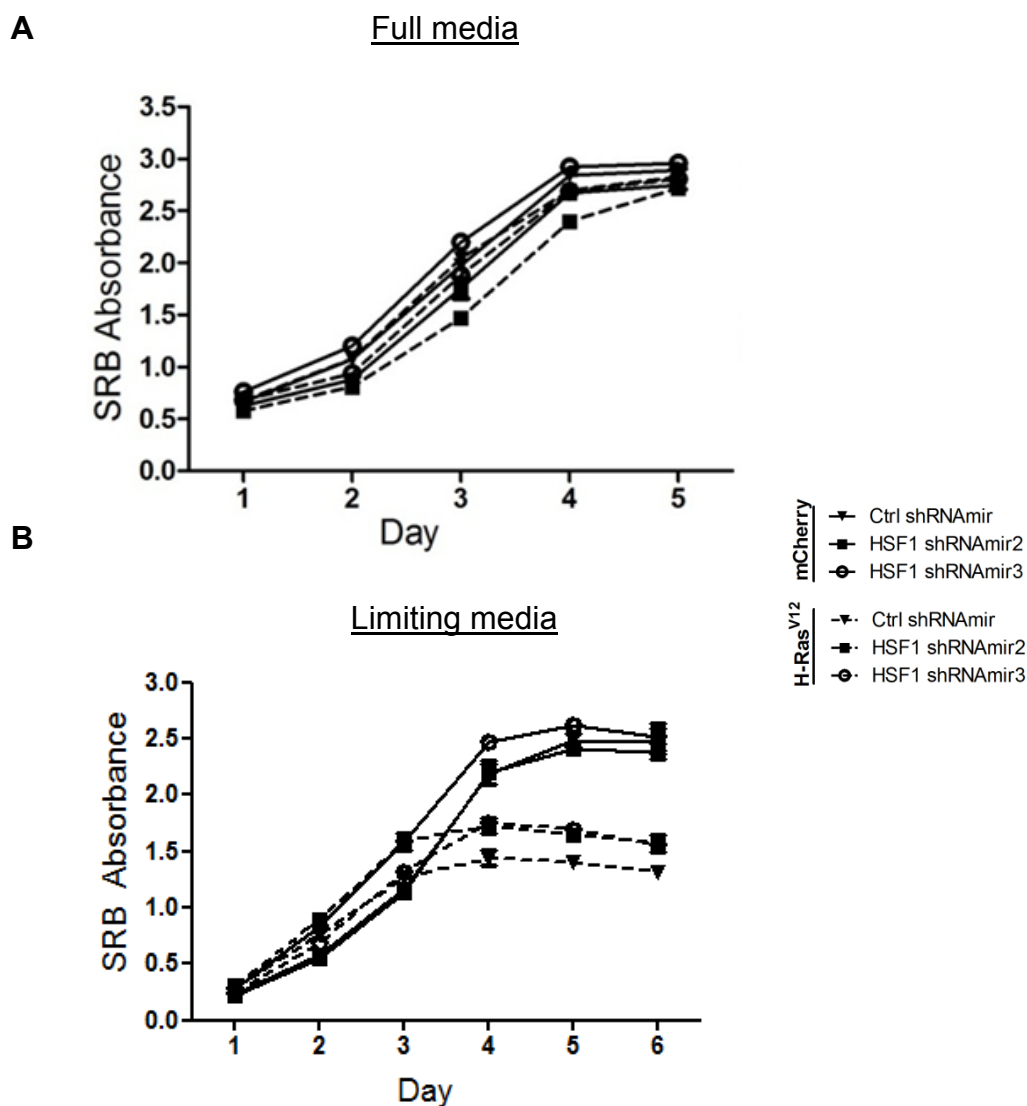 A
Full media
SRB Absorbance
3.5
3.0
2.5
2.0
1.5
1.0
0.5
0.0
1 2 3 4 5
Day
B
Limiting media
SRB Absorbance
3.0
2.5
2.0
1.5
1.0
0.5
0.0
1 2 3 4 5 6
Day
mCherry
Ctrl shRNAmir
HSF1 shRNAmir2
HSF1 shRNAmir3
H-Ras^V12
Ctrl shRNAmir
HSF1 shRNAmir2
HSF1 shRNAmir3